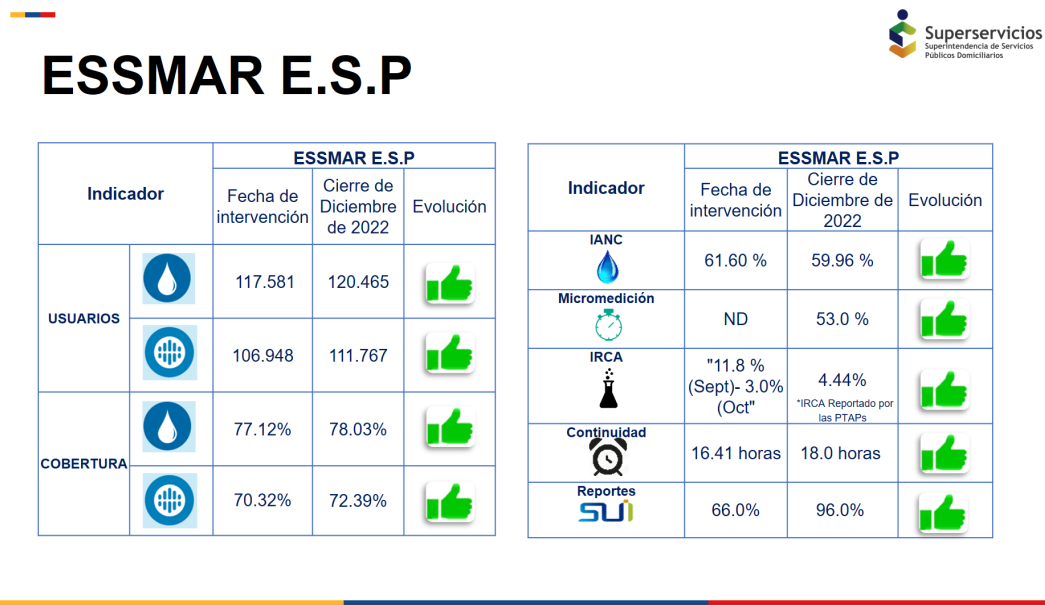 Superservicios
Superintendencia de Servicios
Públicos Domiciliarios
ESSMAR E.S.P
Indicador
ESSMAR E.S.P
Fecha de
intervención
Cierre de
Diciembre
de 2022
Evolución
USUARIOS
117.581
120.465
106.948
111.767
COBERTURA
77.12%
78.03%
70.32%
72.39%
Indicador
ESSMAR E.S.P
Fecha de
intervención
Cierre de
Diciembre de
2022
Evolución
IANC
61.60 %
59.96 %
Micromedición
ND
53.0 %
IRCA
"11.8 %
(Sept)- 3.0%
(Oct"
4.44%
*IRCA Reportado por
las PTAPs
Continuidad
16.41 horas
18.0 horas
Reportes
sui
66.0%
96.0%